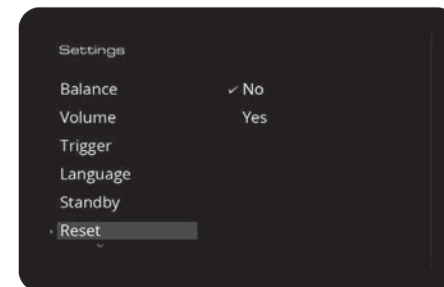 Settings
Balance
✓ No
Volume
Yes
Trigger
Language
Standby
Reset